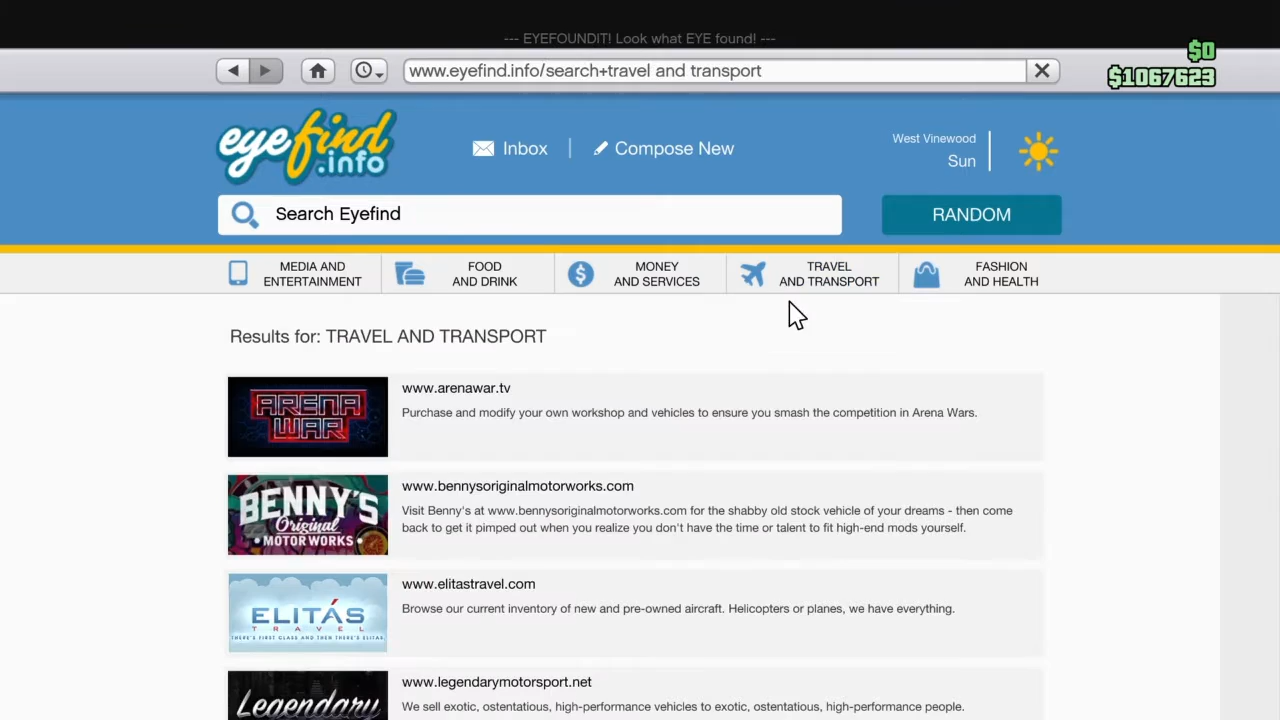 --- EYEFOUNDIT! Look what EYE found! ---
$0
www.eyefind.info/search+travel and transport
$1067623
eyefind.info
Inbox
Compose New
West Vinewood
Sun
Search Eyefind
RANDOM
MEDIA AND
ENTERTAINMENT
FOOD
AND DRINK
MONEY
AND SERVICES
TRAVEL
AND TRANSPORT
FASHION
AND HEALTH
Results for: TRAVEL AND TRANSPORT
ARENA
WAR
www.arenawar.tv
Purchase and modify your own workshop and vehicles to ensure you smash the competition in Arena Wars.
BENNY'S
Original
• MOTOR WORKS •
www.bennysoriginalmotorworks.com
Visit Benny's at www.bennysoriginalmotorworks.com for the shabby old stock vehicle of your dreams - then come
back to get it pimped out when you realize you don't have the time or talent to fit high-end mods yourself.
ELITÁS
TRAVEL
THERE'S FIRST CLASS AND THEN THERE'S ELITAS
www.elitastravel.com
Browse our current inventory of new and pre-owned aircraft. Helicopters or planes, we have everything.
Legendary
www.legendarymotorsport.net
We sell exotic, ostentatious, high-performance vehicles to exotic, ostentatious, high-performance people.